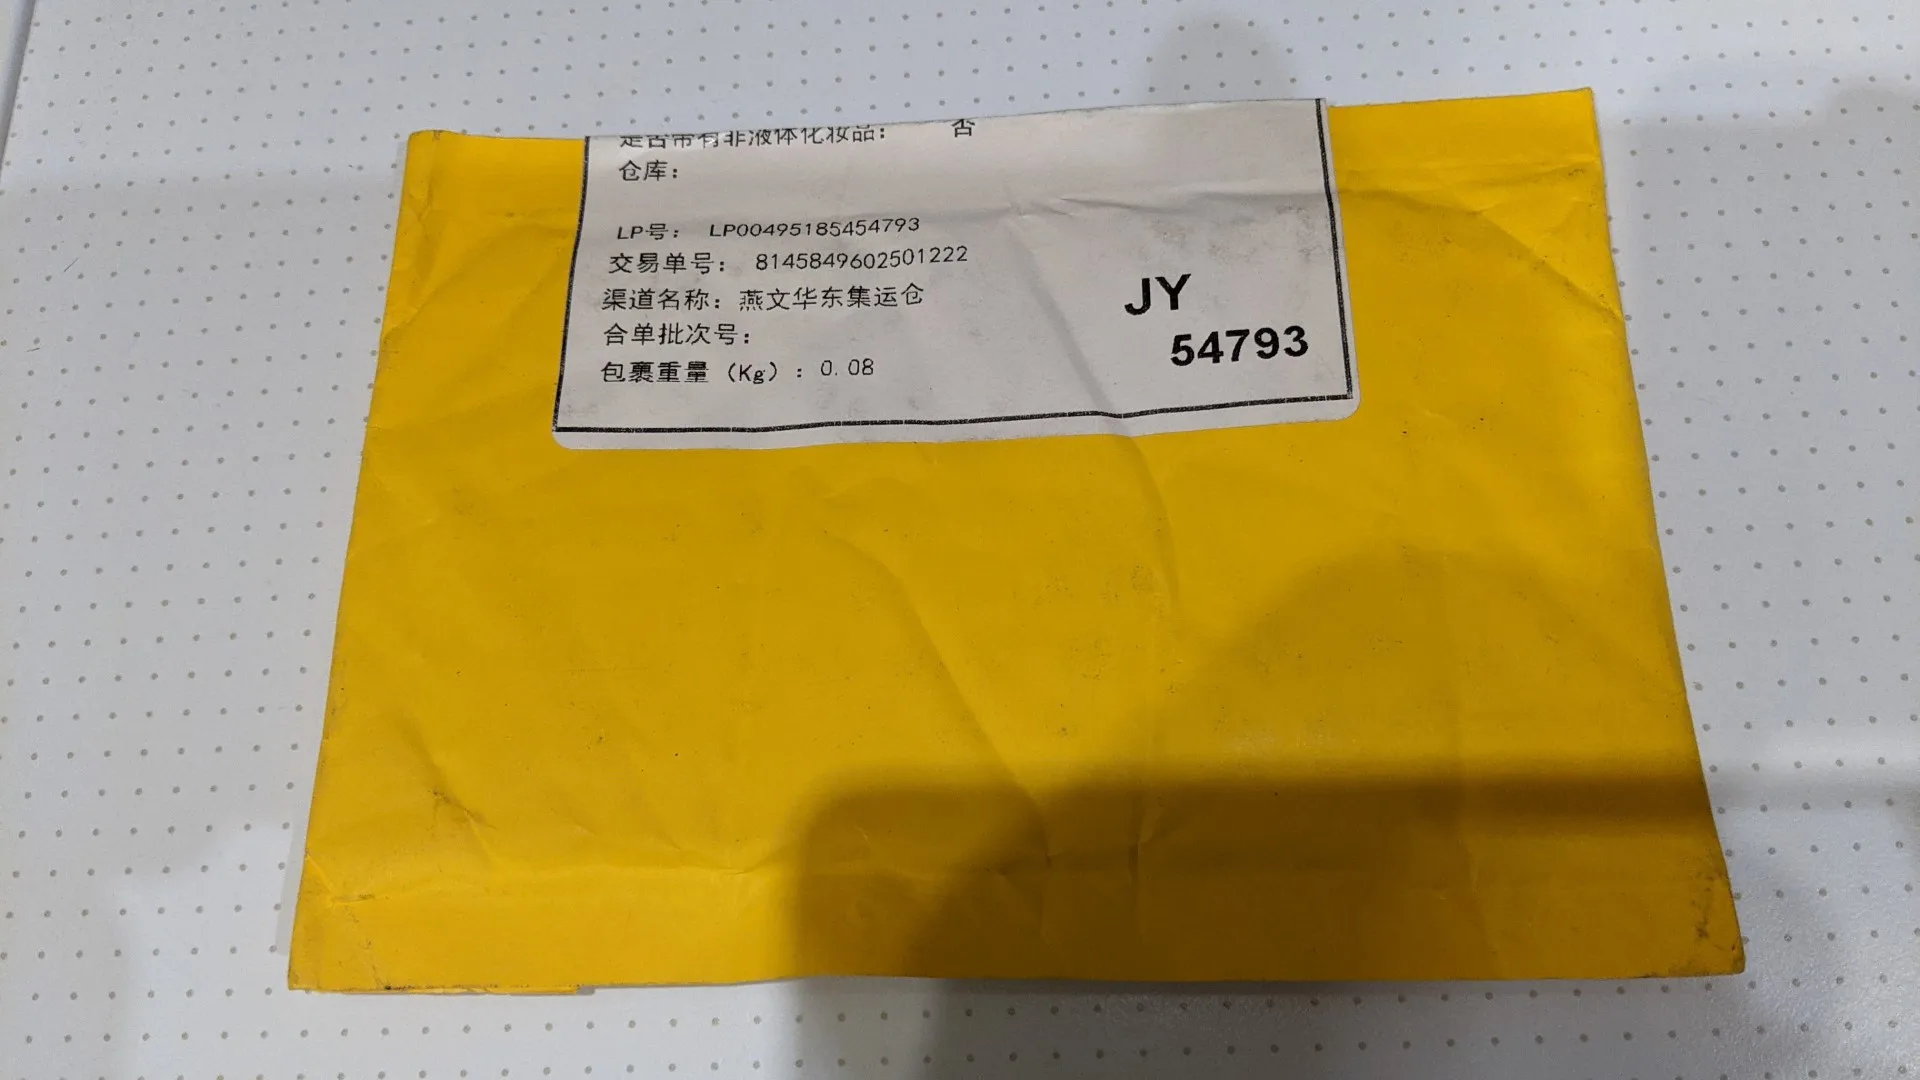 是否带有非液体化妆品： 否
仓库：
LP号： LP00495185454793
交易单号： 8145849602501222
渠道名称：燕文华东集运仓
合单批次号：
包裹重量（Kg）：0.08
JY
54793